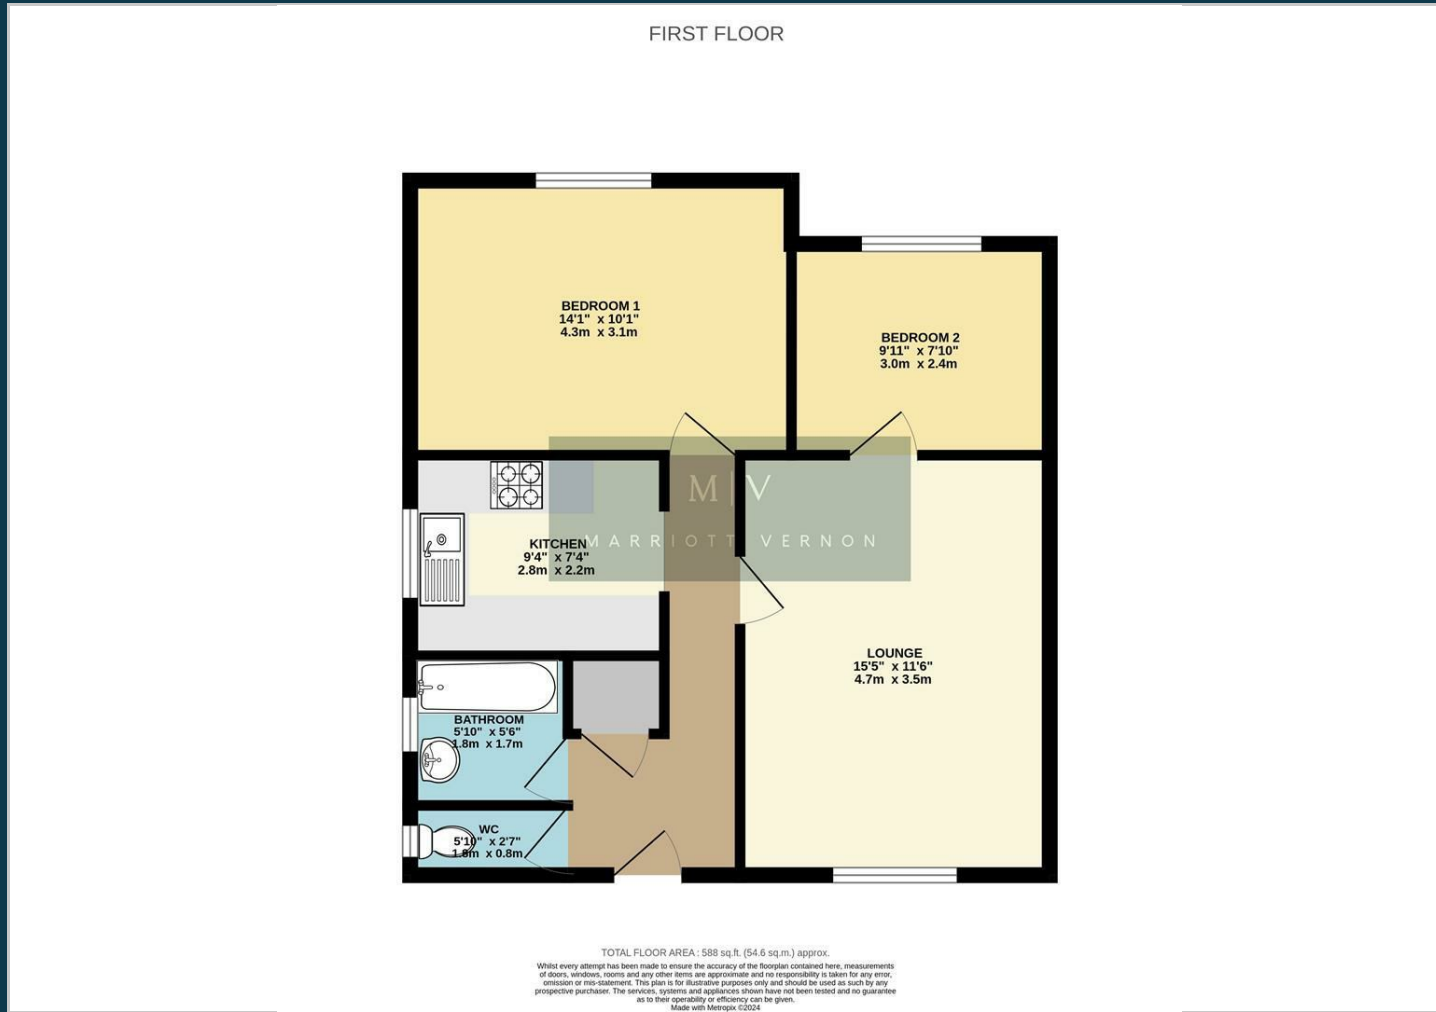 FIRST FLOOR
BEDROOM 1
14'1" x 10'1"
4.3m x 3.1m
BEDROOM 2
9'11" x 7'10"
3.0m x 2.4m
M|V
MARRIOTT VERNON
KITCHEN
9'4" x 7'4"
2.8m x 2.2m
LOUNGE
15'5" x 11'6"
4.7m x 3.5m
BATHROOM
5'10" x 5'6"
1.8m x 1.7m
WC
5'10" x 2'7"
x 0.8m
TOTAL FLOOR AREA : 588 sq.ft. (54.6 sq.m.) approx.
Whilst every attempt has been made to ensure the accuracy of the floorplan contained here, measurements
of doors, windows, rooms and any other items are approximate and no responsibility is taken for any error,
omission or mis-statement. This plan is for illustrative purposes only and should be used as such by any
prospective purchaser. The services, systems and appliances shown have not been tested and no guarantee
as to their operability or efficiency can be given.
Made with Metropix ©2024